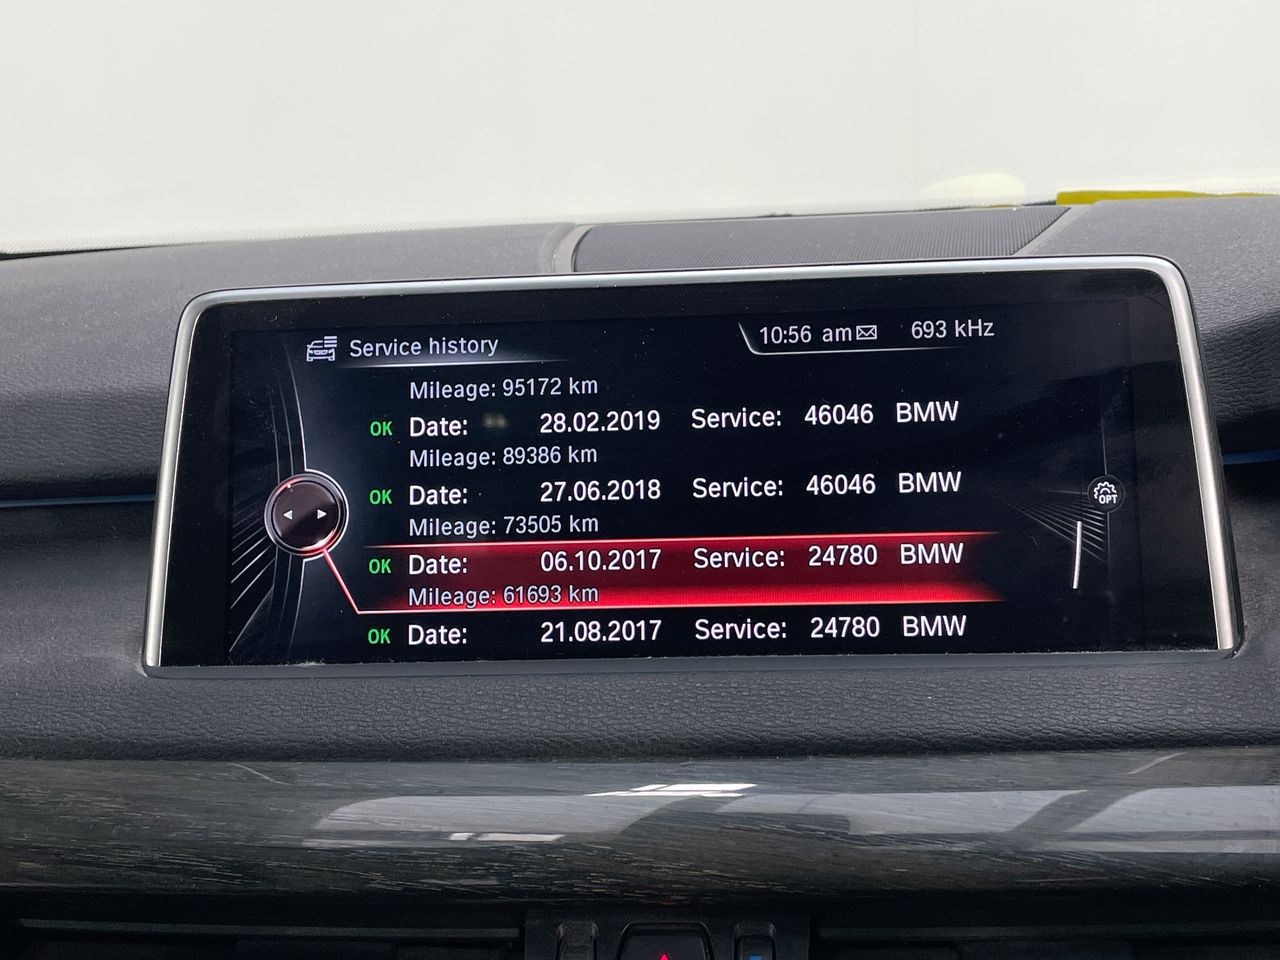 Service history 10:56 am 693 kHz
Mileage: 95172 km
OK Date: 28.02.2019 Service: 46046 BMW
Mileage: 89386 km
OK Date: 27.06.2018 Service: 46046 BMW
Mileage: 73505 km
OK Date: 06.10.2017 Service: 24780 BMW
Mileage: 61693 km
OK Date: 21.08.2017 Service: 24780 BMW
OPT